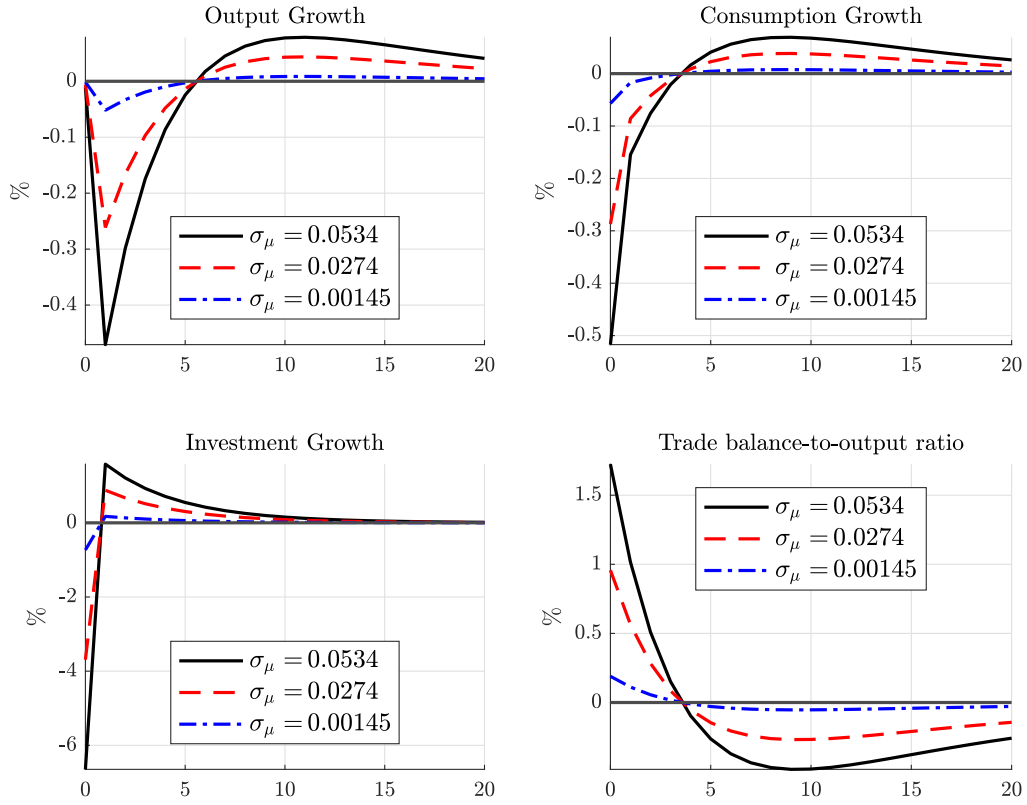 Output Growth
0
-0.1
-0.2
-0.3
-0.4
%
σμ = 0.0534
σμ = 0.0274
σμ = 0.00145
0 5 10 15 20
Consumption Growth
0
-0.1
-0.2
-0.3
-0.4
-0.5
%
σμ = 0.0534
σμ = 0.0274
σμ = 0.00145
0 5 10 15 20
Investment Growth
0
-2
-4
-6
%
σμ = 0.0534
σμ = 0.0274
σμ = 0.00145
0 5 10 15 20
Trade balance-to-output ratio
1.5
1
0.5
0
%
σμ = 0.0534
σμ = 0.0274
σμ = 0.00145
0 5 10 15 20